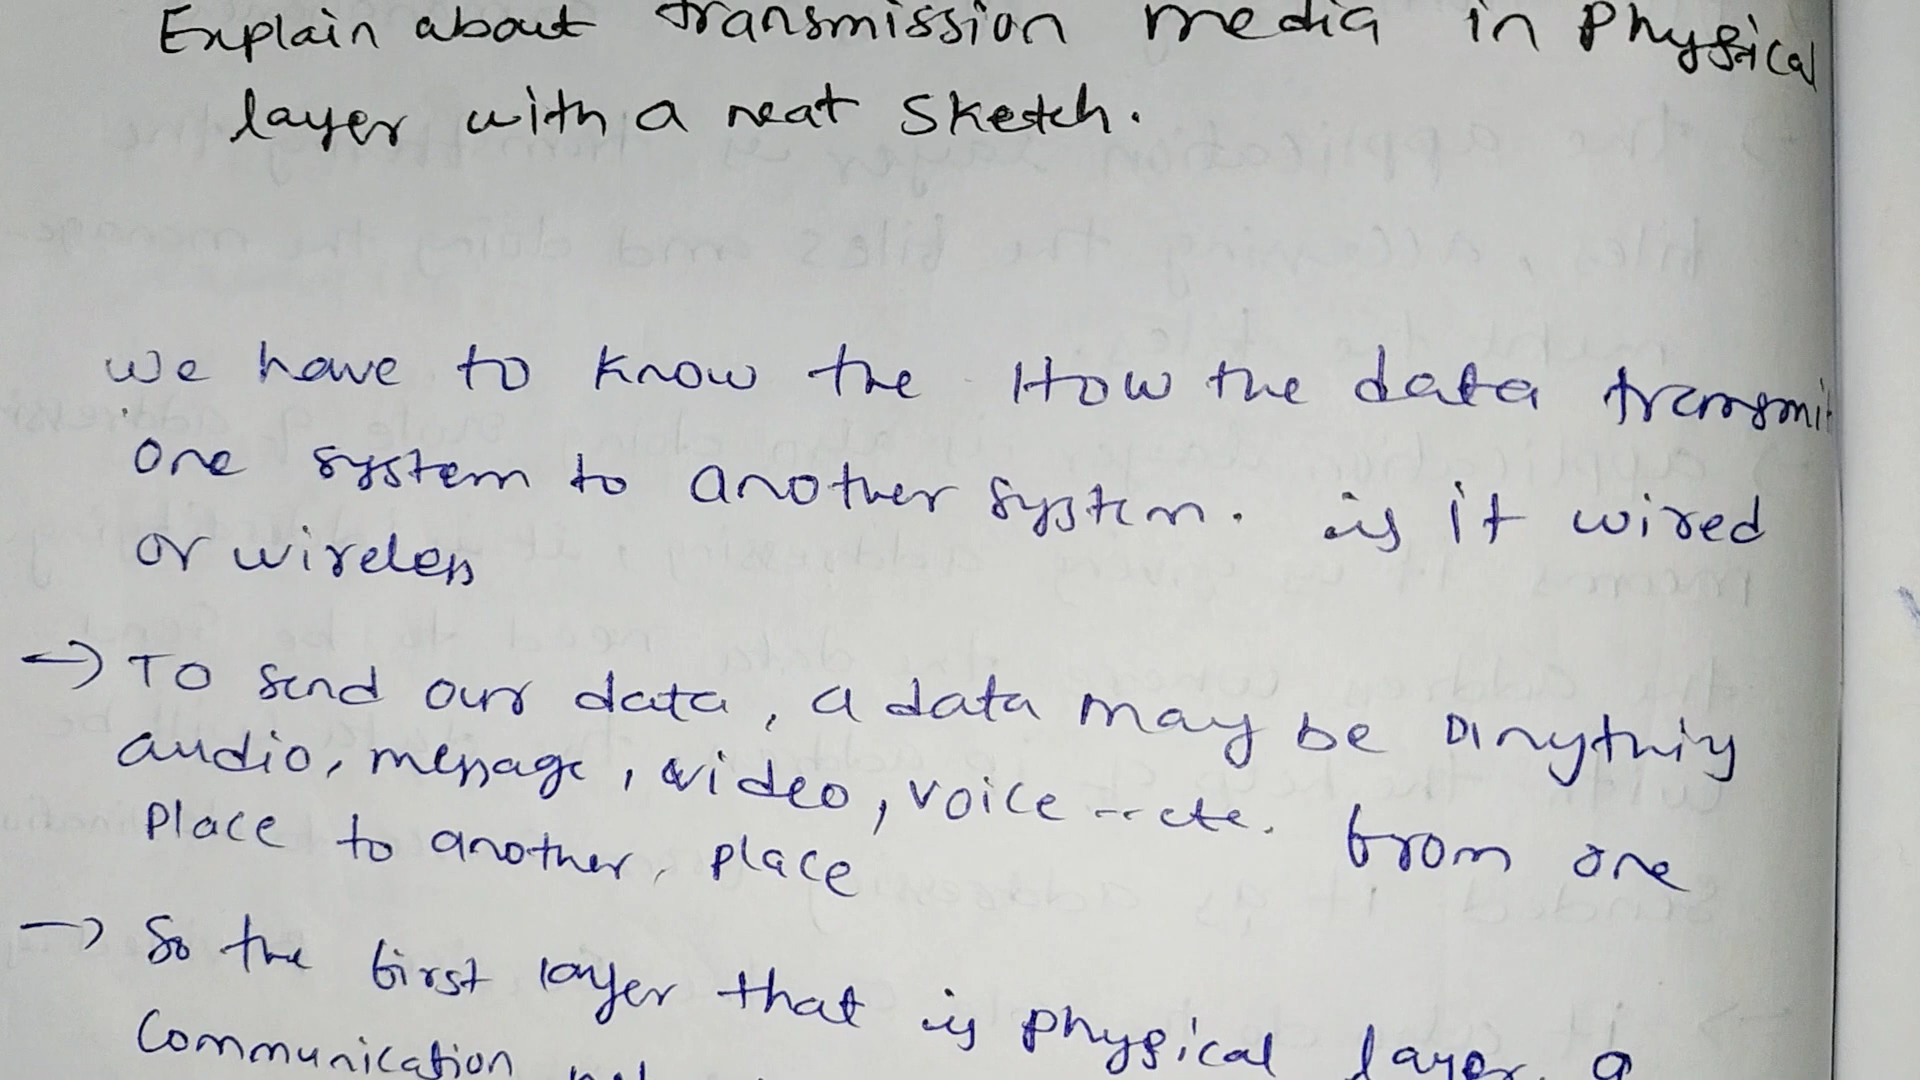 Explain about transmission media in Physical
layer with a neat Sketch.
We have to know the How the data transmit
one system to another system. is it wired
or wireless
→ To send our data, a data may be anything
audio, message, video, voice --etc. from one
place to another, place
→ So the first layer that is physical layer, a
Communication